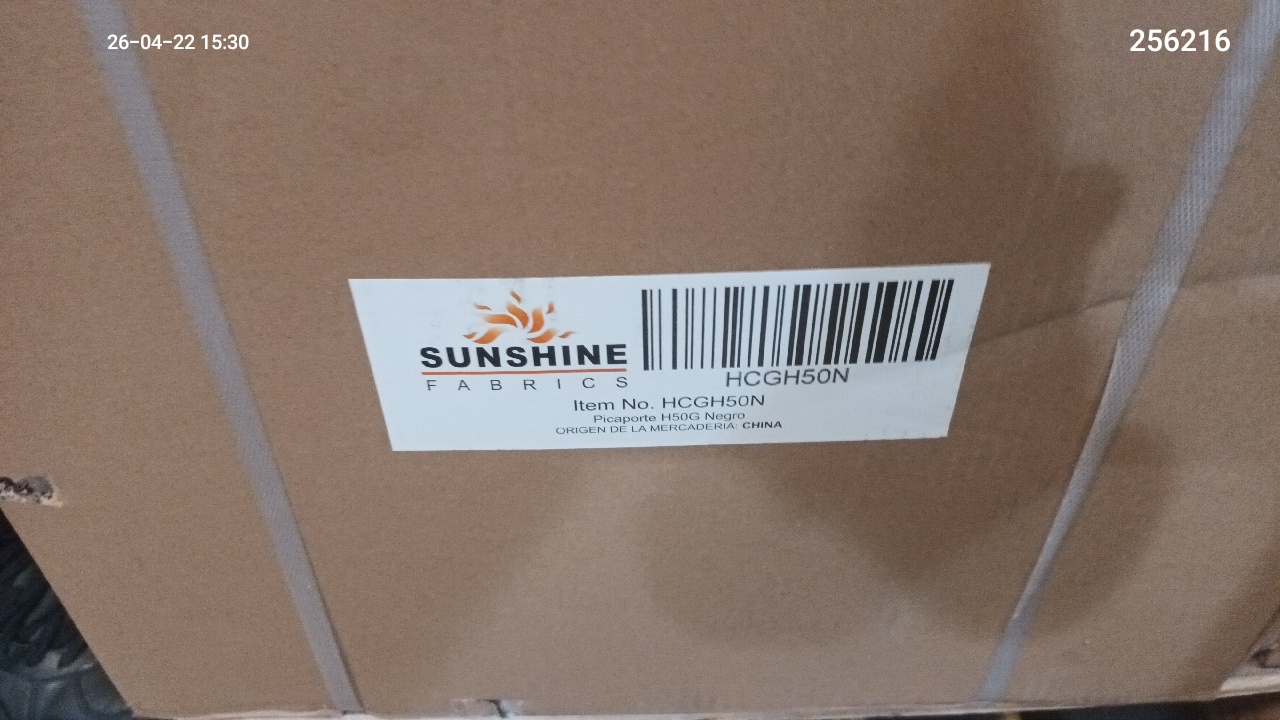 26-04-22 15:30
256216
SUNSHINE
FABRICS
HCGH50N
Item No. HCGH50N
Picaporte H50G Negro
ORIGEN DE LA MERCADERIA: CHINA